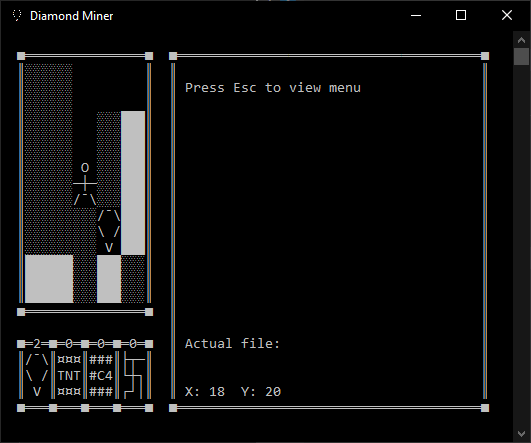 Diamond Miner
Press Esc to view menu
O
V
2 0 0 0
TNT #C4
¤¤¤ ###
V ¤¤¤ ###
Actual file:
X: 18 Y: 20